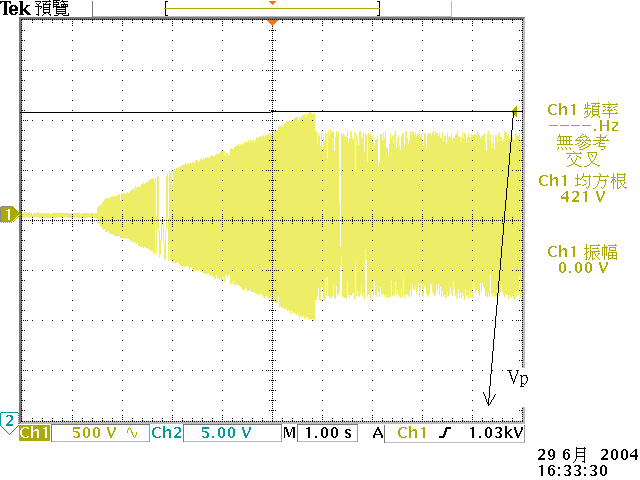 Tek 預覽
1
Ch1 頻率
----.Hz
無參考
交叉
Ch1 均方根
421 V
Ch1 振幅
0.00 V
Vp
2
Ch1 500 V Ch2 5.00 V M 1.00 s A Ch1 1.03kV
29 6月 2004
16:33:30